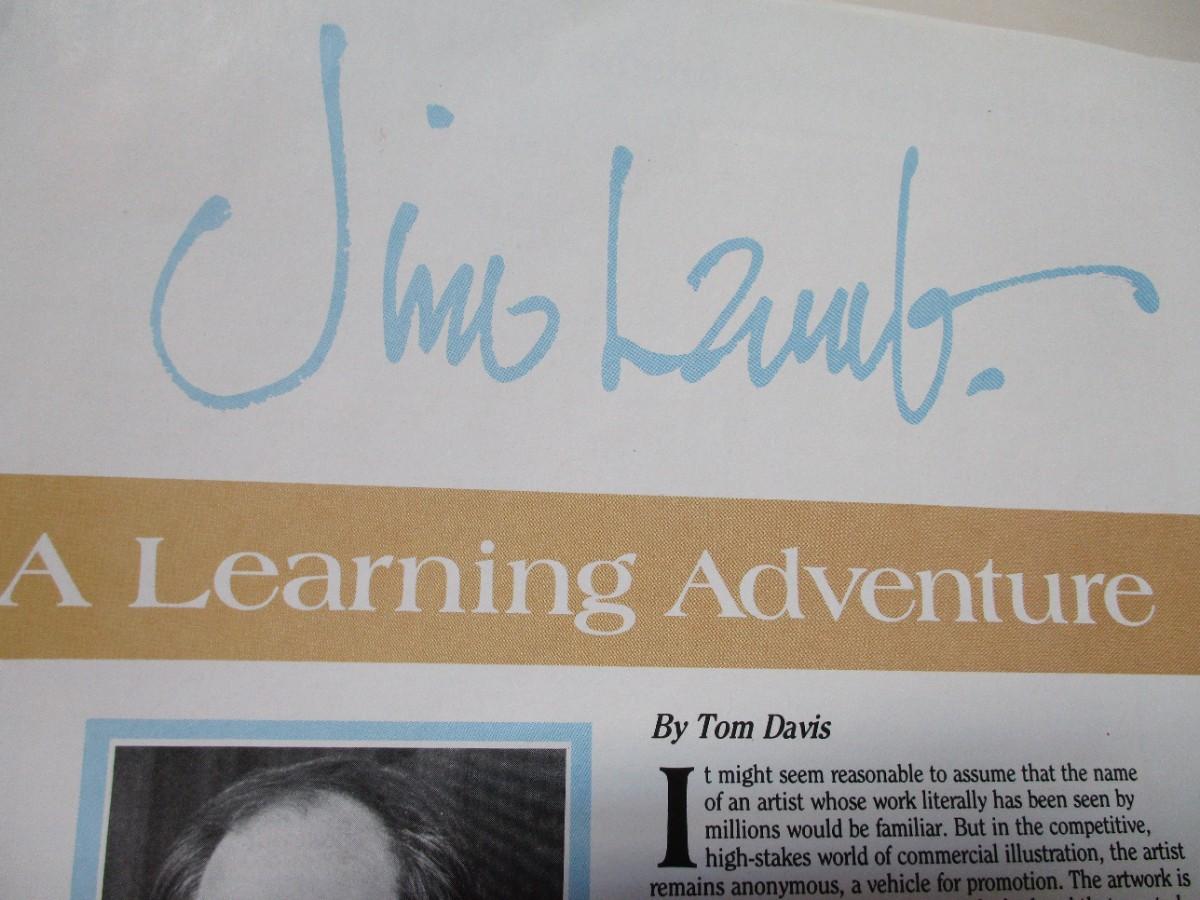 Jim Lamb.
A Learning Adventure
By Tom Davis
It might seem reasonable to assume that the name
of an artist whose work literally has been seen by
millions would be familiar. But in the competitive,
high-stakes world of commercial illustration, the artist
remains anonymous, a vehicle for promotion. The artwork is